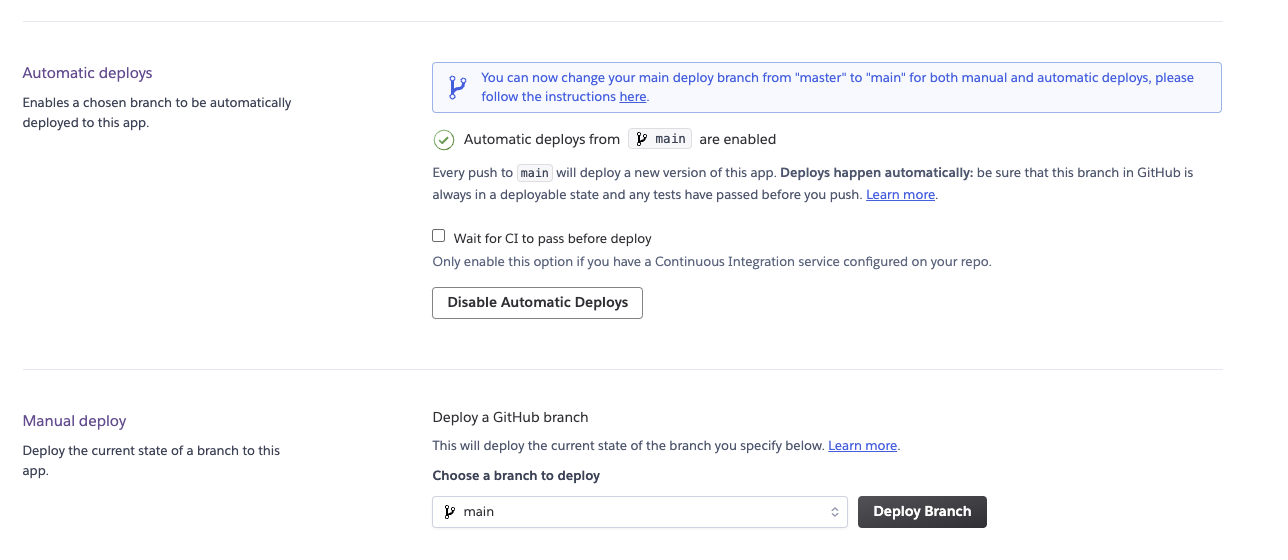 Automatic deploys
Enables a chosen branch to be automatically
deployed to this app.
You can now change your main deploy branch from "master" to "main" for both manual and automatic deploys, please
follow the instructions here.
Automatic deploys from main are enabled
Every push to main will deploy a new version of this app. Deploys happen automatically: be sure that this branch in GitHub is
always in a deployable state and any tests have passed before you push. Learn more.
Wait for CI to pass before deploy
Only enable this option if you have a Continuous Integration service configured on your repo.
Disable Automatic Deploys
Manual deploy
Deploy the current state of a branch to this
app.
Deploy a GitHub branch
This will deploy the current state of the branch you specify below. Learn more.
Choose a branch to deploy
main
Deploy Branch